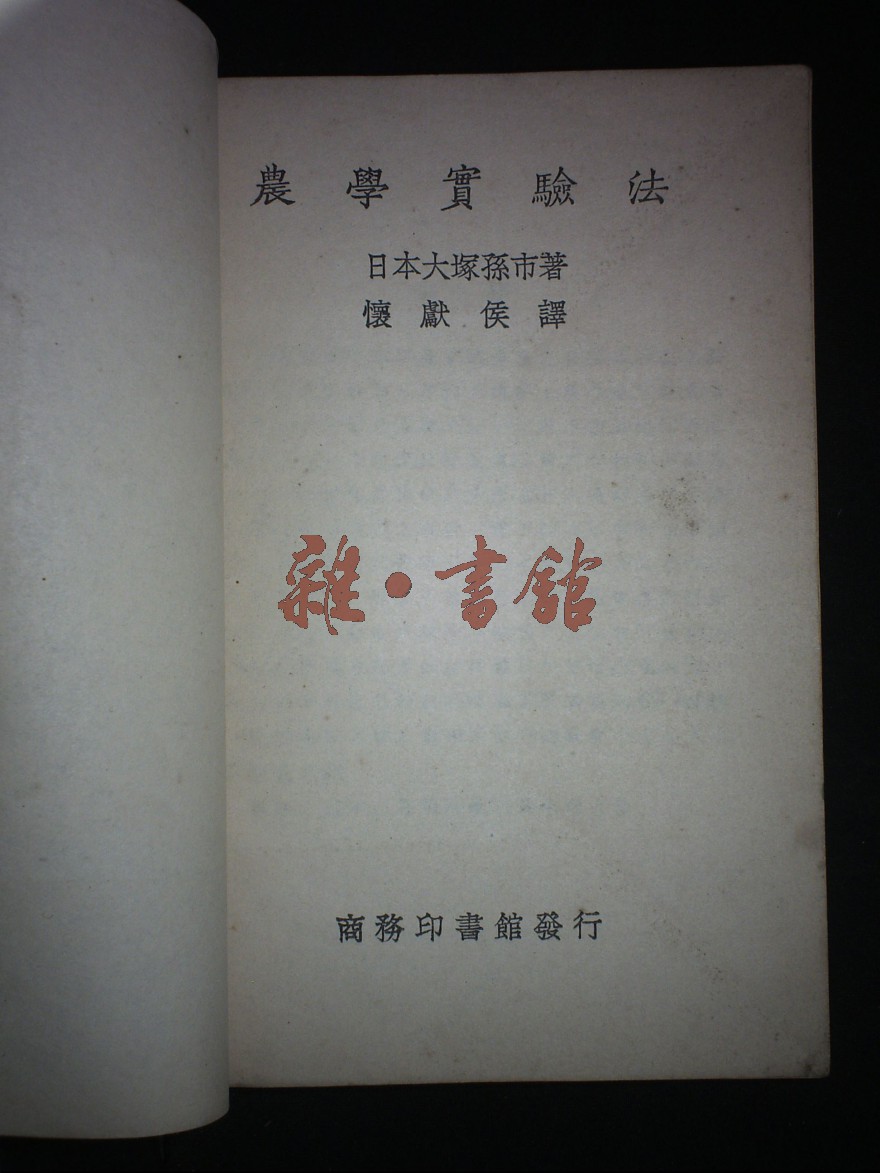 農學實驗法
日本大塚孫市著
懷獻侯譯
雜·書館
商務印書館發行